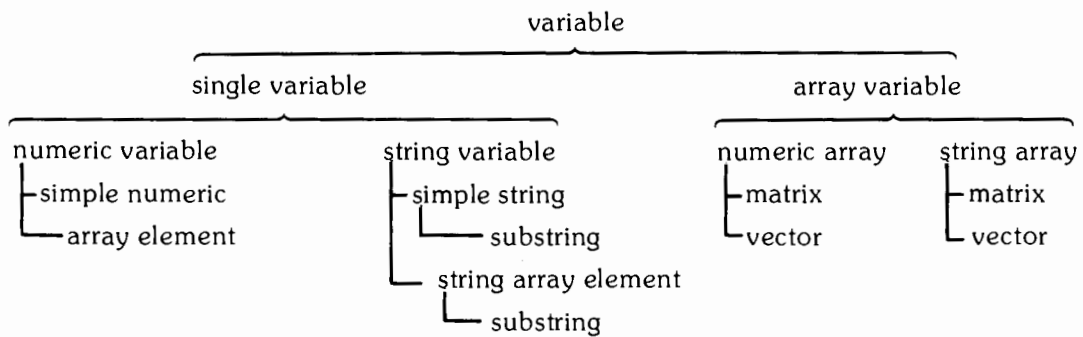 variable
single variable array variable
numeric variable string variable numeric array string array
simple numeric simple string matrix matrix
array element substring vector vector
string array element
substring